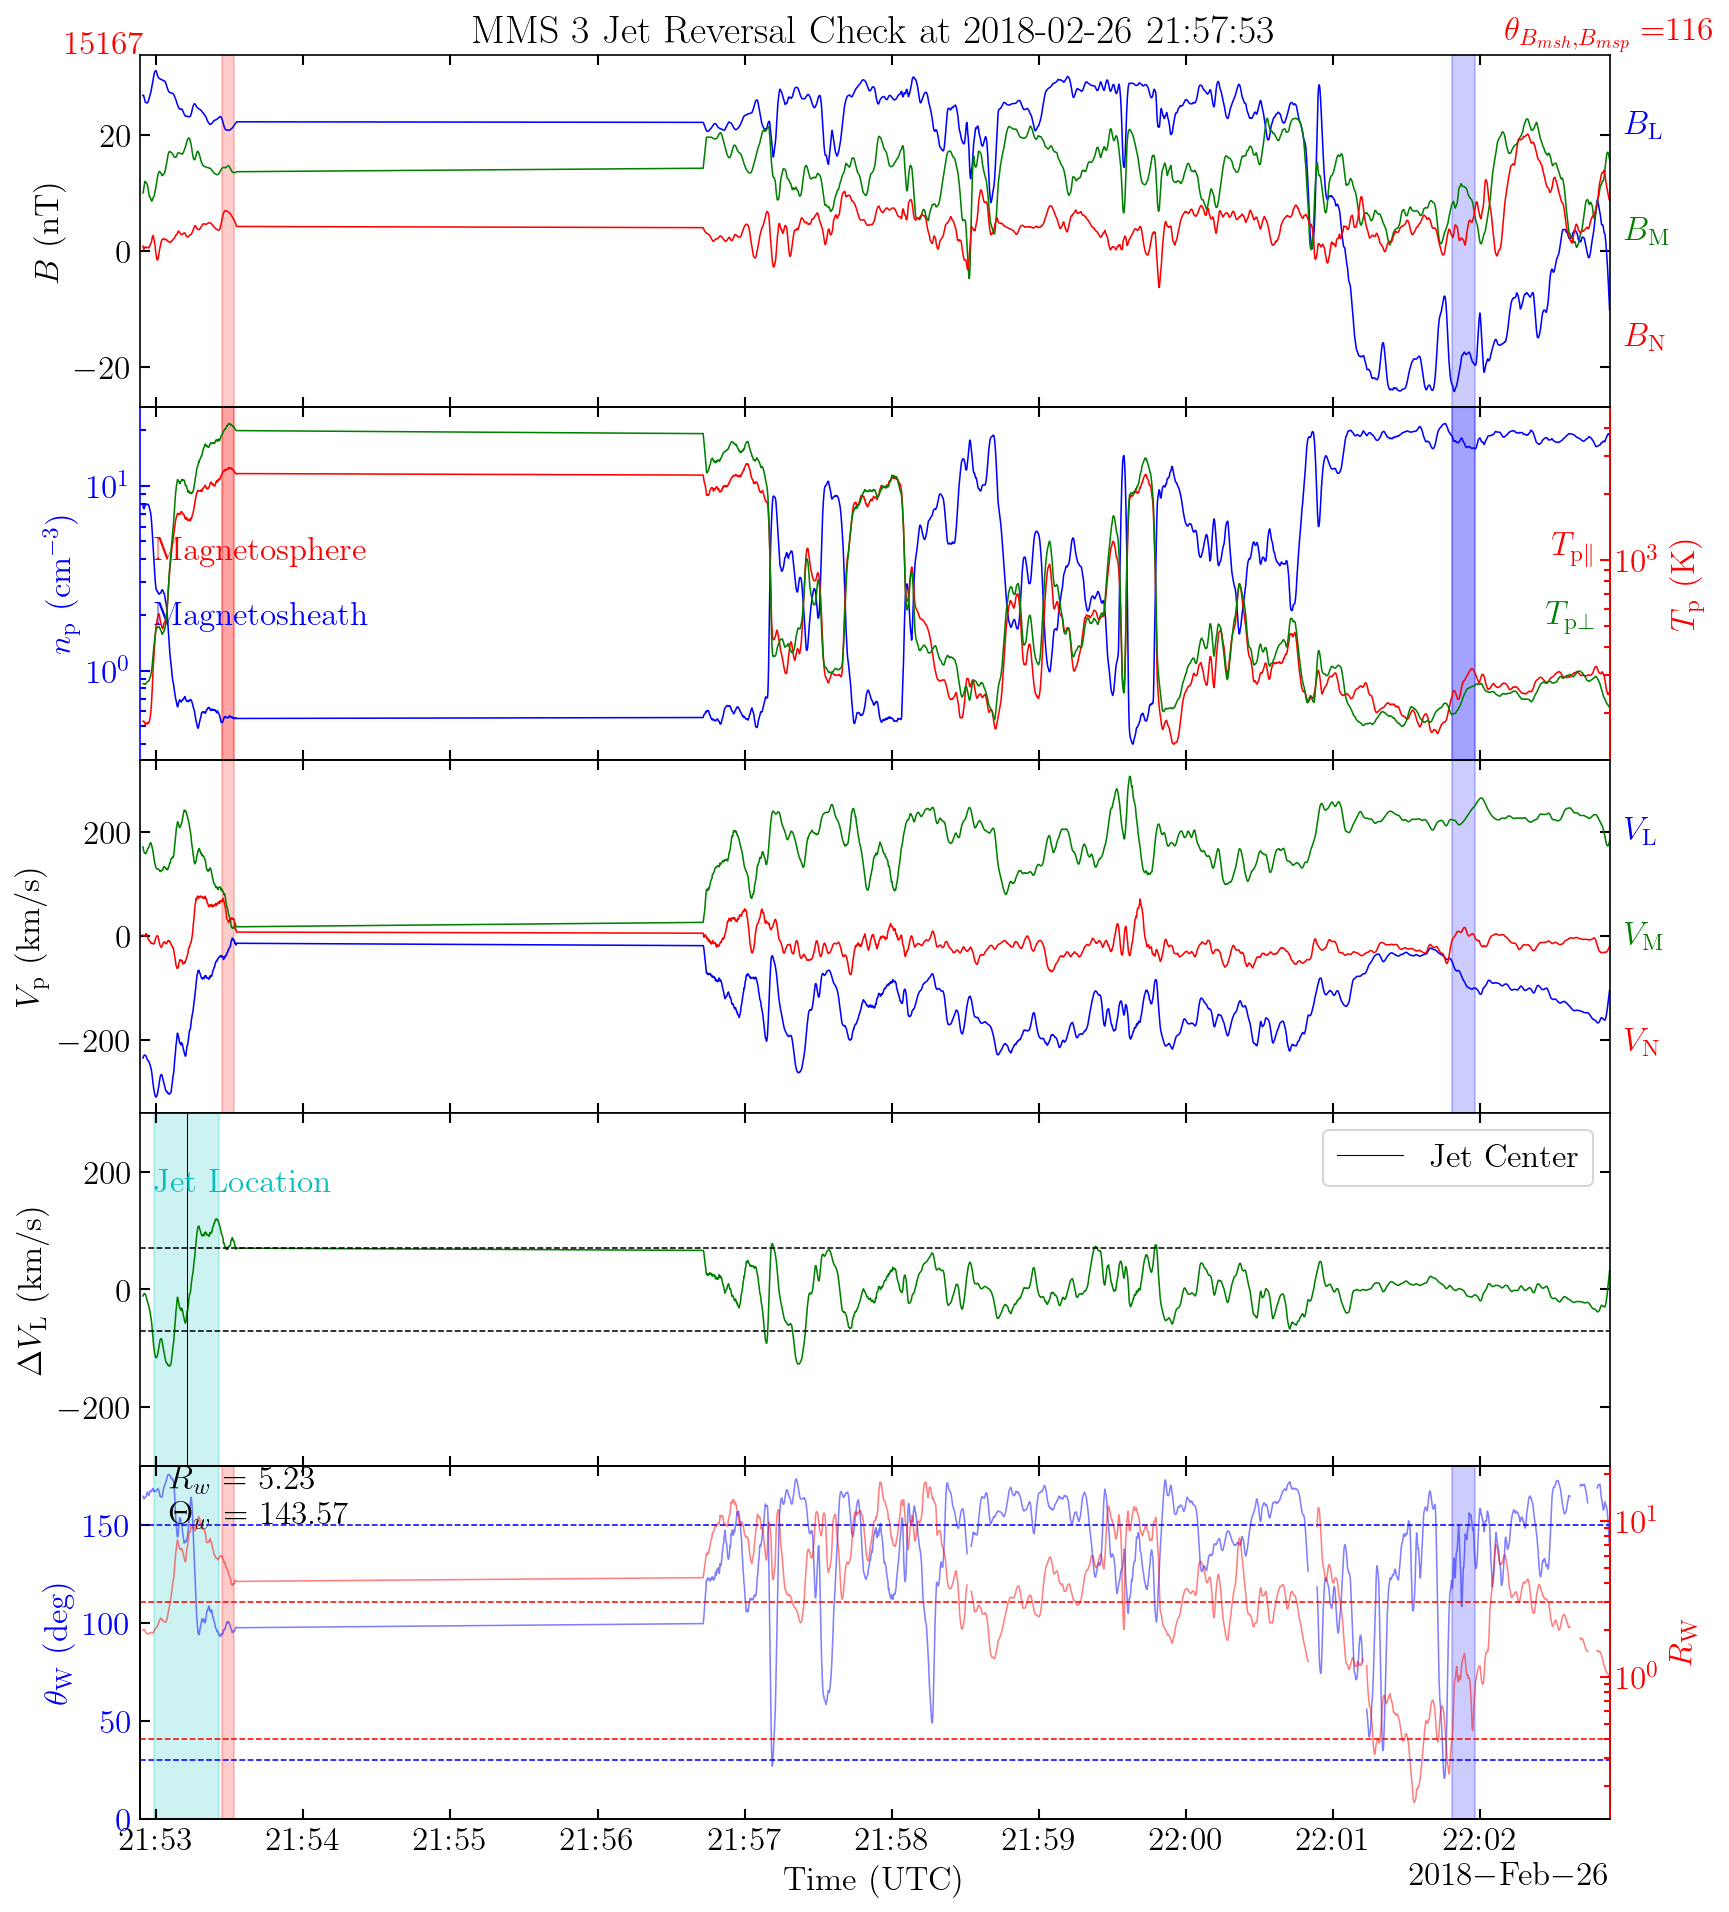 MMS 3 Jet Reversal Check at 2018-02-26 21:57:53
15167
θ_{B_{msh},B_{msp}} =116
20
0
−20
B (nT)
B_L
B_M
B_N
10^1
10^0
n_p (cm^{−3})
Magnetosphere
Magnetosheath
T_{p∥}
T_{p⊥}
10^3
T_p (K)
200
0
−200
V_p (km/s)
V_L
V_M
V_N
200
0
−200
ΔV_L (km/s)
Jet Location
Jet Center
R_w = 5.23
Θ_w = 143.57
150
100
50
0
θ_W (deg)
10^1
10^0
R_W
21:53 21:54 21:55 21:56 21:57 21:58 21:59 22:00 22:01 22:02
Time (UTC)
2018−Feb−26